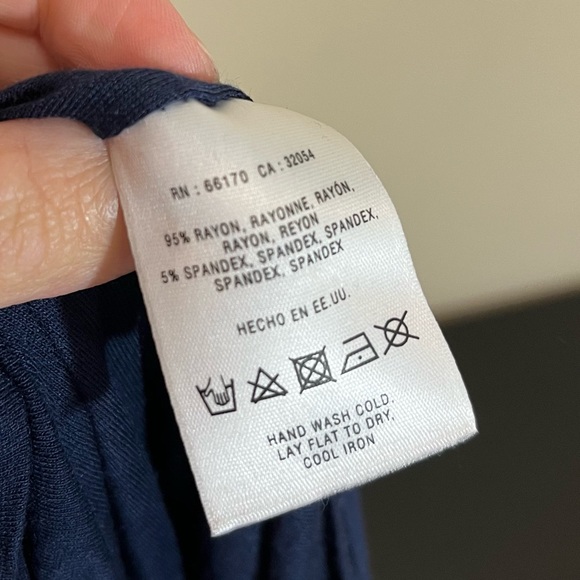 RN : 66170 CA : 32054
95% RAYON, RAYONNE, RAYÓN,
RAYON, REYON
5% SPANDEX, SPANDEX, SPANDEX,
SPANDEX, SPANDEX
HECHO EN EE.UU.
HAND WASH COLD.
LAY FLAT TO DRY.
COOL IRON